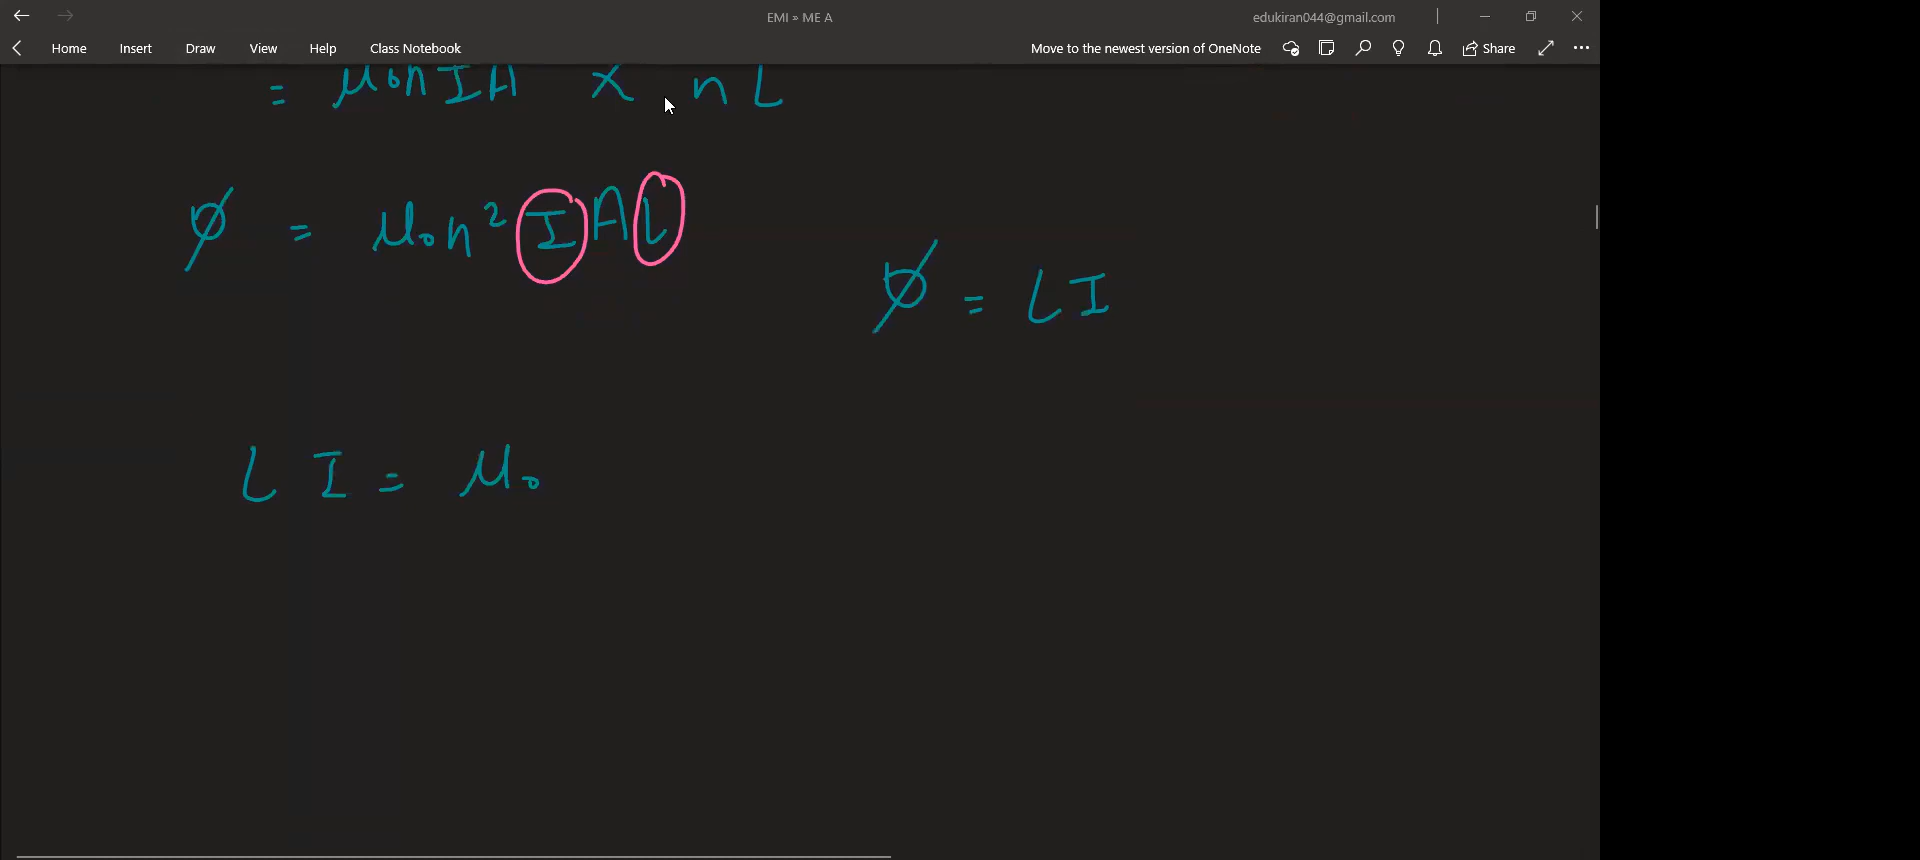 EMI » ME A
edukiran044@gmail.com
Home Insert Draw View Help Class Notebook
Move to the newest version of OneNote
Share
= μ₀nIA × nL
φ = μ₀n²IAL
φ = LI
LI = μ₀